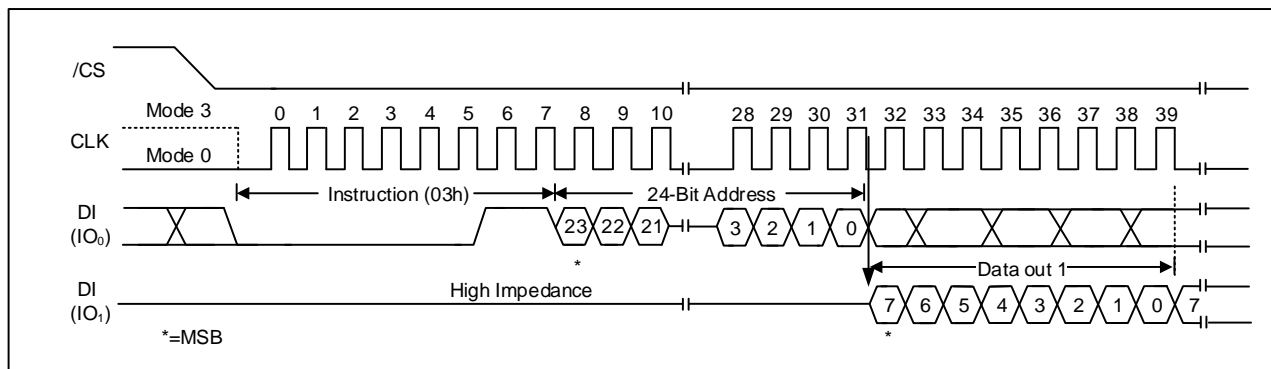 /CS
Mode 3
0 1 2 3 4 5 6 7 8 9 10 28 29 30 31 32 33 34 35 36 37 38 39
CLK
Mode 0
Instruction (03h) 24-Bit Address
DI
(IO₀)
23 22 21 3 2 1 0
*
Data out 1
High Impedance
DI
(IO₁)
7 6 5 4 3 2 1 0 7
*=MSB
*